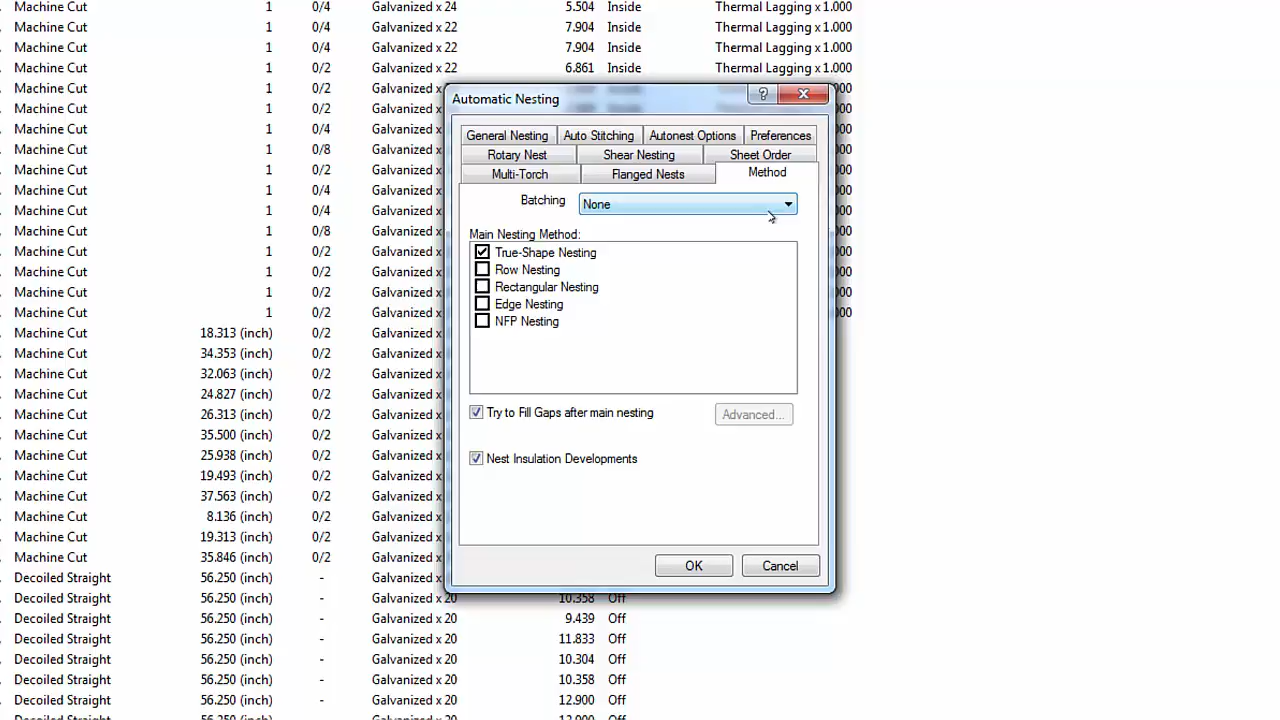 Machine Cut 1 0/4 Galvanized x 24 5.504 Inside Thermal Lagging x 1.000
Machine Cut 1 0/4 Galvanized x 22 7.904 Inside Thermal Lagging x 1.000
Machine Cut 1 0/4 Galvanized x 22 7.904 Inside Thermal Lagging x 1.000
Machine Cut 1 0/2 Galvanized x 22 6.861 Inside Thermal Lagging x 1.000
Machine Cut 1 0/2 Galvanized x
Machine Cut 1 0/2 Galvanized x
Machine Cut 1 0/4 Galvanized x
Machine Cut 1 0/8 Galvanized x
Machine Cut 1 0/2 Galvanized x
Machine Cut 1 0/4 Galvanized x
Machine Cut 1 0/4 Galvanized x
Machine Cut 1 0/8 Galvanized x
Machine Cut 1 0/2 Galvanized x
Machine Cut 1 0/2 Galvanized x
Machine Cut 1 0/2 Galvanized x
Machine Cut 1 0/2 Galvanized x
Machine Cut 18.313 (inch) 0/2 Galvanized x
Machine Cut 34.353 (inch) 0/2 Galvanized x
Machine Cut 32.063 (inch) 0/2 Galvanized x
Machine Cut 24.827 (inch) 0/2 Galvanized x
Machine Cut 26.313 (inch) 0/2 Galvanized x
Machine Cut 35.500 (inch) 0/2 Galvanized x
Machine Cut 25.938 (inch) 0/2 Galvanized x
Machine Cut 19.493 (inch) 0/2 Galvanized x
Machine Cut 37.563 (inch) 0/2 Galvanized x
Machine Cut 8.136 (inch) 0/2 Galvanized x
Machine Cut 19.313 (inch) 0/2 Galvanized x
Machine Cut 35.846 (inch) 0/2 Galvanized x
Decoiled Straight 56.250 (inch) - Galvanized x
Decoiled Straight 56.250 (inch) - Galvanized x 20 10.358 Off
Decoiled Straight 56.250 (inch) - Galvanized x 20 9.439 Off
Decoiled Straight 56.250 (inch) - Galvanized x 20 11.833 Off
Decoiled Straight 56.250 (inch) - Galvanized x 20 10.304 Off
Decoiled Straight 56.250 (inch) - Galvanized x 20 10.358 Off
Decoiled Straight 56.250 (inch) - Galvanized x 20 12.900 Off
Automatic Nesting
General Nesting Auto Stitching Autonest Options Preferences
Rotary Nest Shear Nesting Sheet Order
Multi-Torch Flanged Nests Method
Batching None
Main Nesting Method:
True-Shape Nesting
Row Nesting
Rectangular Nesting
Edge Nesting
NFP Nesting
Try to Fill Gaps after main nesting Advanced...
Nest Insulation Developments
OK Cancel